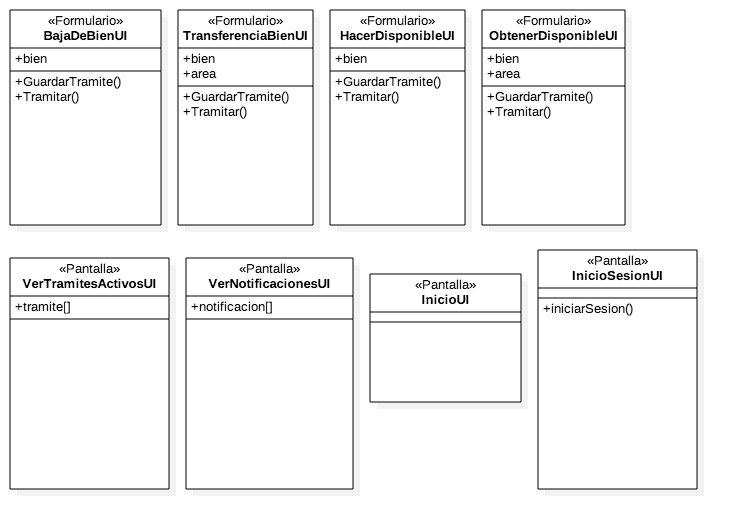 «Formulario»
BajaDeBienUI
+bien
+GuardarTramite()
+Tramitar()
«Formulario»
TransferenciaBienUI
+bien
+area
+GuardarTramite()
+Tramitar()
«Formulario»
HacerDisponibleUI
+bien
+GuardarTramite()
+Tramitar()
«Formulario»
ObtenerDisponibleUI
+bien
+area
+GuardarTramite()
+Tramitar()
«Pantalla»
VerTramitesActivosUI
+tramite[]
«Pantalla»
VerNotificacionesUI
+notificacion[]
«Pantalla»
InicioUI
«Pantalla»
InicioSesionUI
+iniciarSesion()